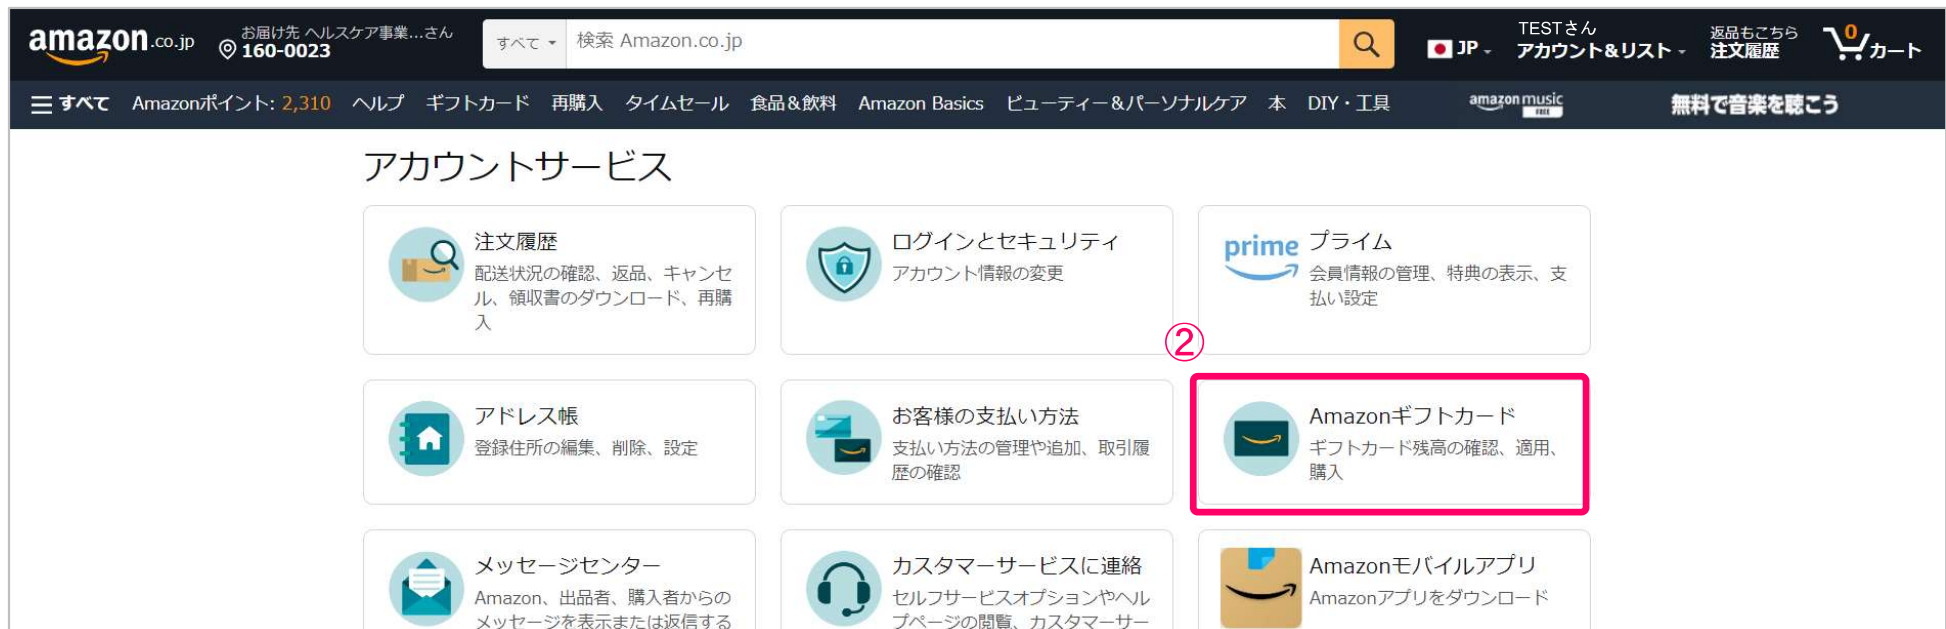 amazon.co.jp
お届け先 ヘルスケア事業...さん
160-0023
すべて
検索 Amazon.co.jp
JP
TESTさん
アカウント&リスト
返品もこちら
注文履歴
0
カート
すべて Amazonポイント: 2,310 ヘルプ ギフトカード 再購入 タイムセール 食品&飲料 Amazon Basics ビューティー&パーソナルケア 本 DIY・工具
amazon music
FREE
無料で音楽を聴こう
アカウントサービス
注文履歴
配送状況の確認、返品、キャンセ
ル、領収書のダウンロード、再購
入
ログインとセキュリティ
アカウント情報の変更
prime
プライム
会員情報の管理、特典の表示、支
払い設定
②
アドレス帳
登録住所の編集、削除、設定
お客様の支払い方法
支払い方法の管理や追加、取引履
歴の確認
Amazonギフトカード
ギフトカード残高の確認、適用、
購入
メッセージセンター
Amazon、出品者、購入者からの
メッセージを表示または返信する
カスタマーサービスに連絡
セルフサービスオプションやヘル
プページの閲覧、カスタマーサー
Amazonモバイルアプリ
Amazonアプリをダウンロード